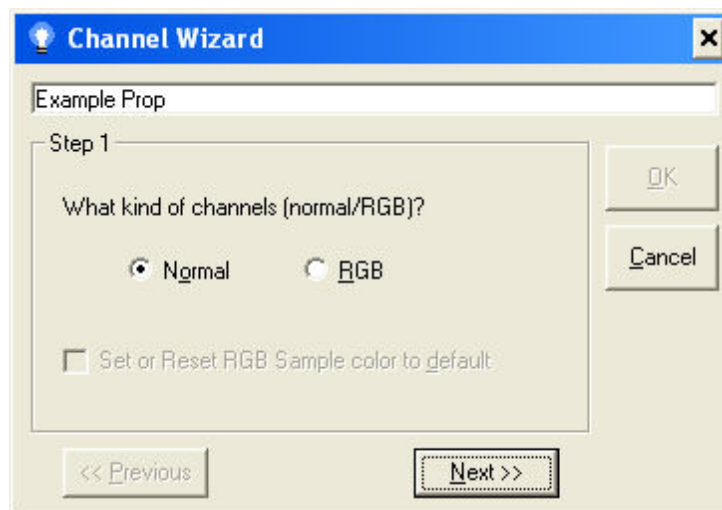 Channel Wizard
Example Prop
Step 1
OK
What kind of channels (normal/RGB)?
Normal RGB
Cancel
Set or Reset RGB Sample color to default
<< Previous Next >>